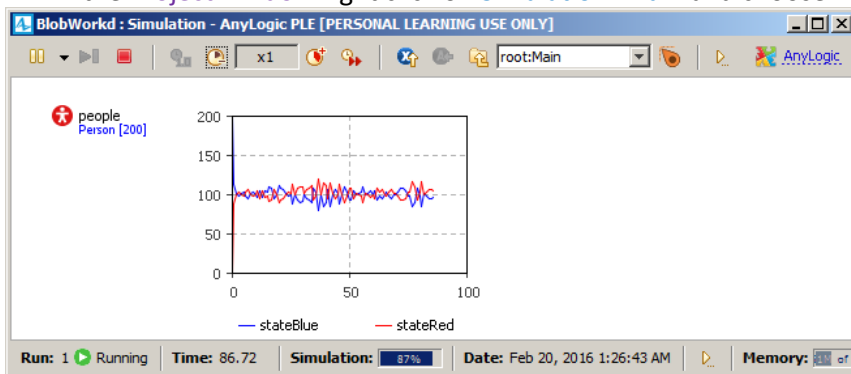 BlobWorkd : Simulation - AnyLogic PLE [PERSONAL LEARNING USE ONLY]
x1 root:Main AnyLogic
people
Person [200]
200
150
100
50
0
0 50 100
stateBlue stateRed
Run: 1 Running Time: 86.72 Simulation: 87% Date: Feb 20, 2016 1:26:43 AM Memory: of